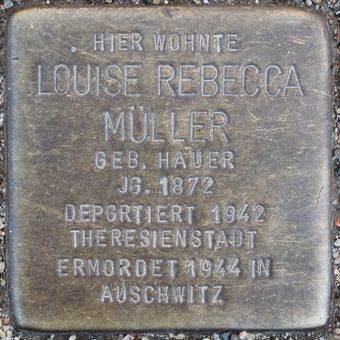 HIER WOHNTE
LOUISE REBECCA
MÜLLER
GEB. HAUER
JG. 1872
DEPORTIERT 1942
THERESIENSTADT
ERMORDET 1944 IN
AUSCHWITZ